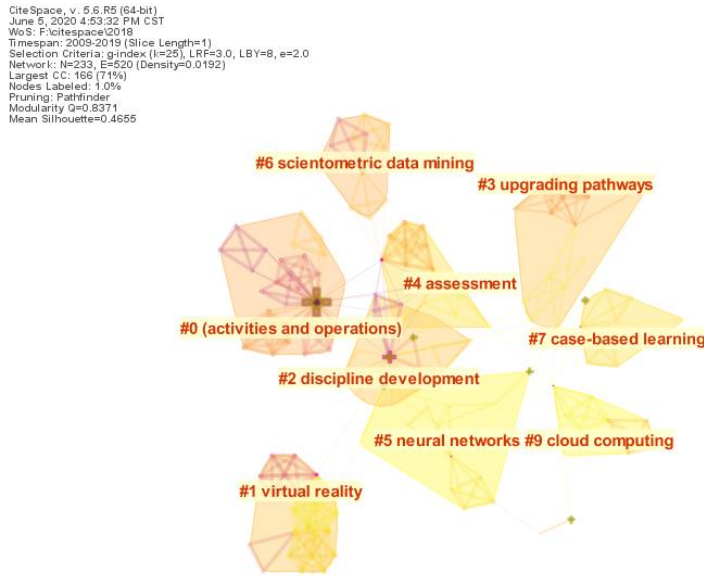 CiteSpace, v. 5.6.R5 (64-bit)
June 5, 2020 4:53:32 PM CST
WoS: F:\citespace\2018
Timespan: 2009-2019 (Slice Length=1)
Selection Criteria: g-index (k=25), LRF=3.0, LBY=8, e=2.0
Network: N=233, E=520 (Density=0.0192)
Largest CC: 166 (71%)
Nodes Labeled: 1.0%
Pruning: Pathfinder
Modularity Q=0.8371
Mean Silhouette=0.4655
#6 scientometric data mining
#3 upgrading pathways
#4 assessment
#0 (activities and operations)
#7 case-based learning
#2 discipline development
#5 neural networks #9 cloud computing
#1 virtual reality